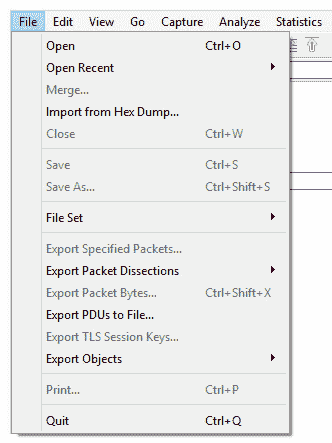 File Edit View Go Capture Analyze Statistics
Open Ctrl+O
Open Recent
Merge...
Import from Hex Dump...
Close Ctrl+W
Save Ctrl+S
Save As... Ctrl+Shift+S
File Set
Export Specified Packets...
Export Packet Dissections
Export Packet Bytes... Ctrl+Shift+X
Export PDUs to File...
Export TLS Session Keys...
Export Objects
Print... Ctrl+P
Quit Ctrl+Q